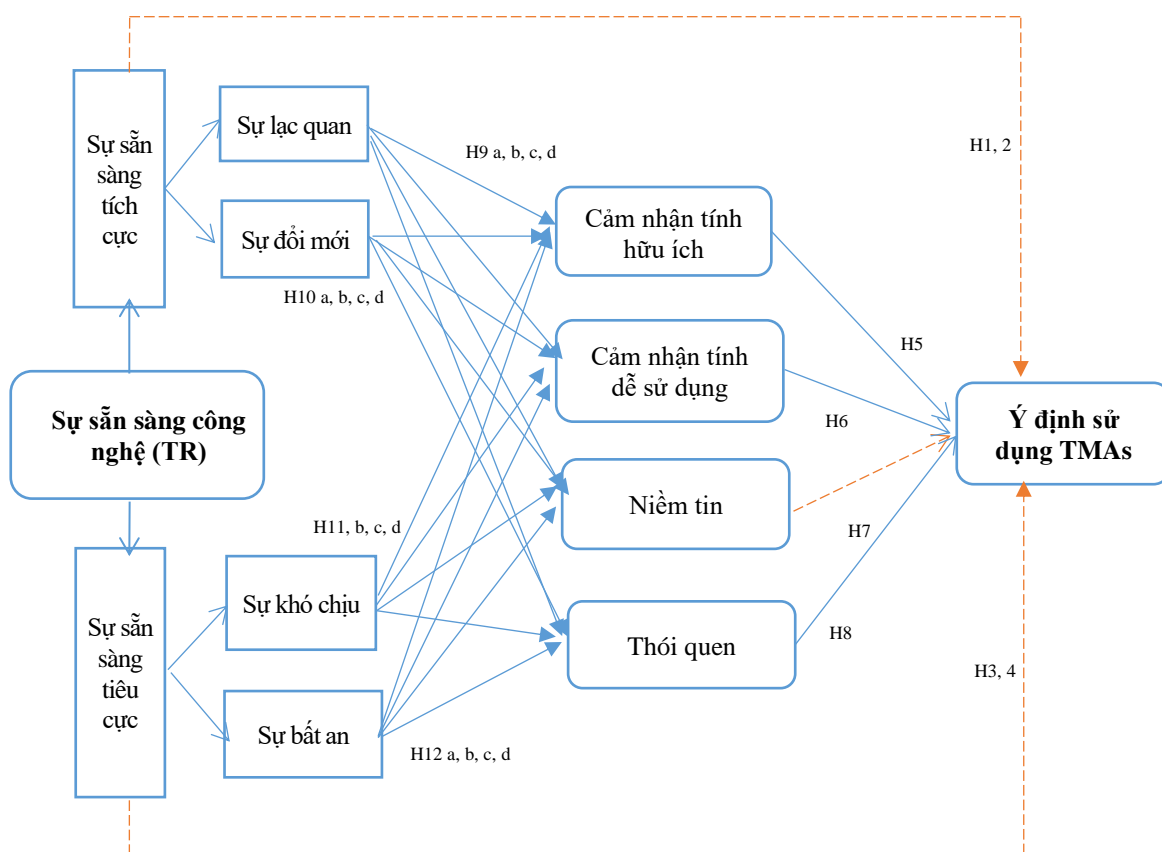 Sự sẵn
sàng
tích
cực
Sự lạc quan
Sự đổi mới
H9 a, b, c, d
H10 a, b, c, d
H1, 2
Cảm nhận tính
hữu ích
Cảm nhận tính
dễ sử dụng
H5
H6
Sự sẵn sàng công
nghệ (TR)
Ý định sử
dụng TMAs
Niềm tin
H7
Thói quen
H8
H11, b, c, d
Sự sẵn
sàng
tiêu
cực
Sự khó chịu
Sự bất an
H12 a, b, c, d
H3, 4